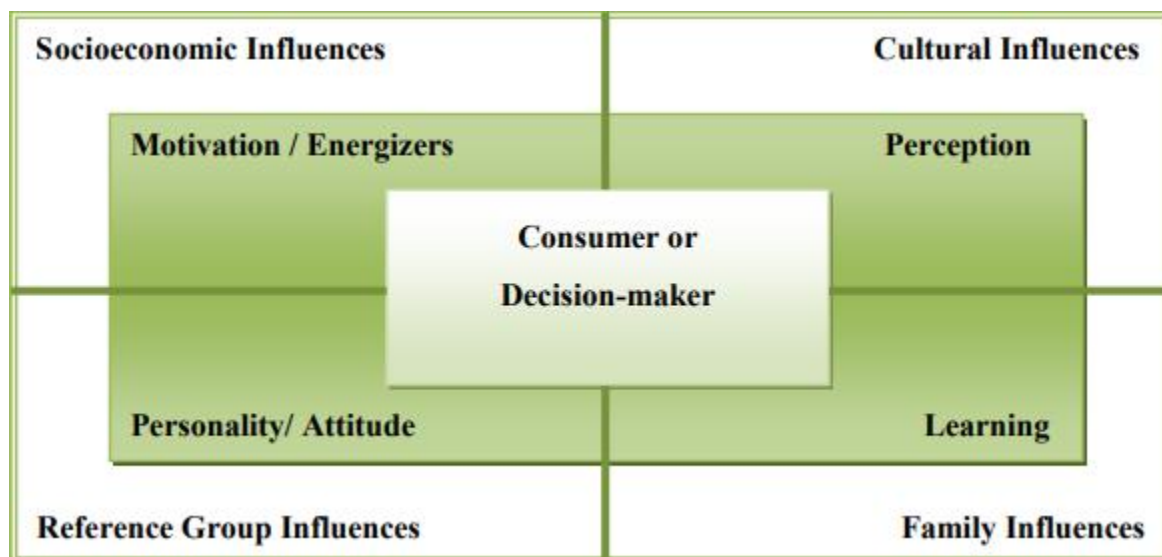 Socioeconomic Influences
Cultural Influences
Motivation / Energizers
Perception
Consumer or
Decision-maker
Personality/ Attitude
Learning
Reference Group Influences
Family Influences